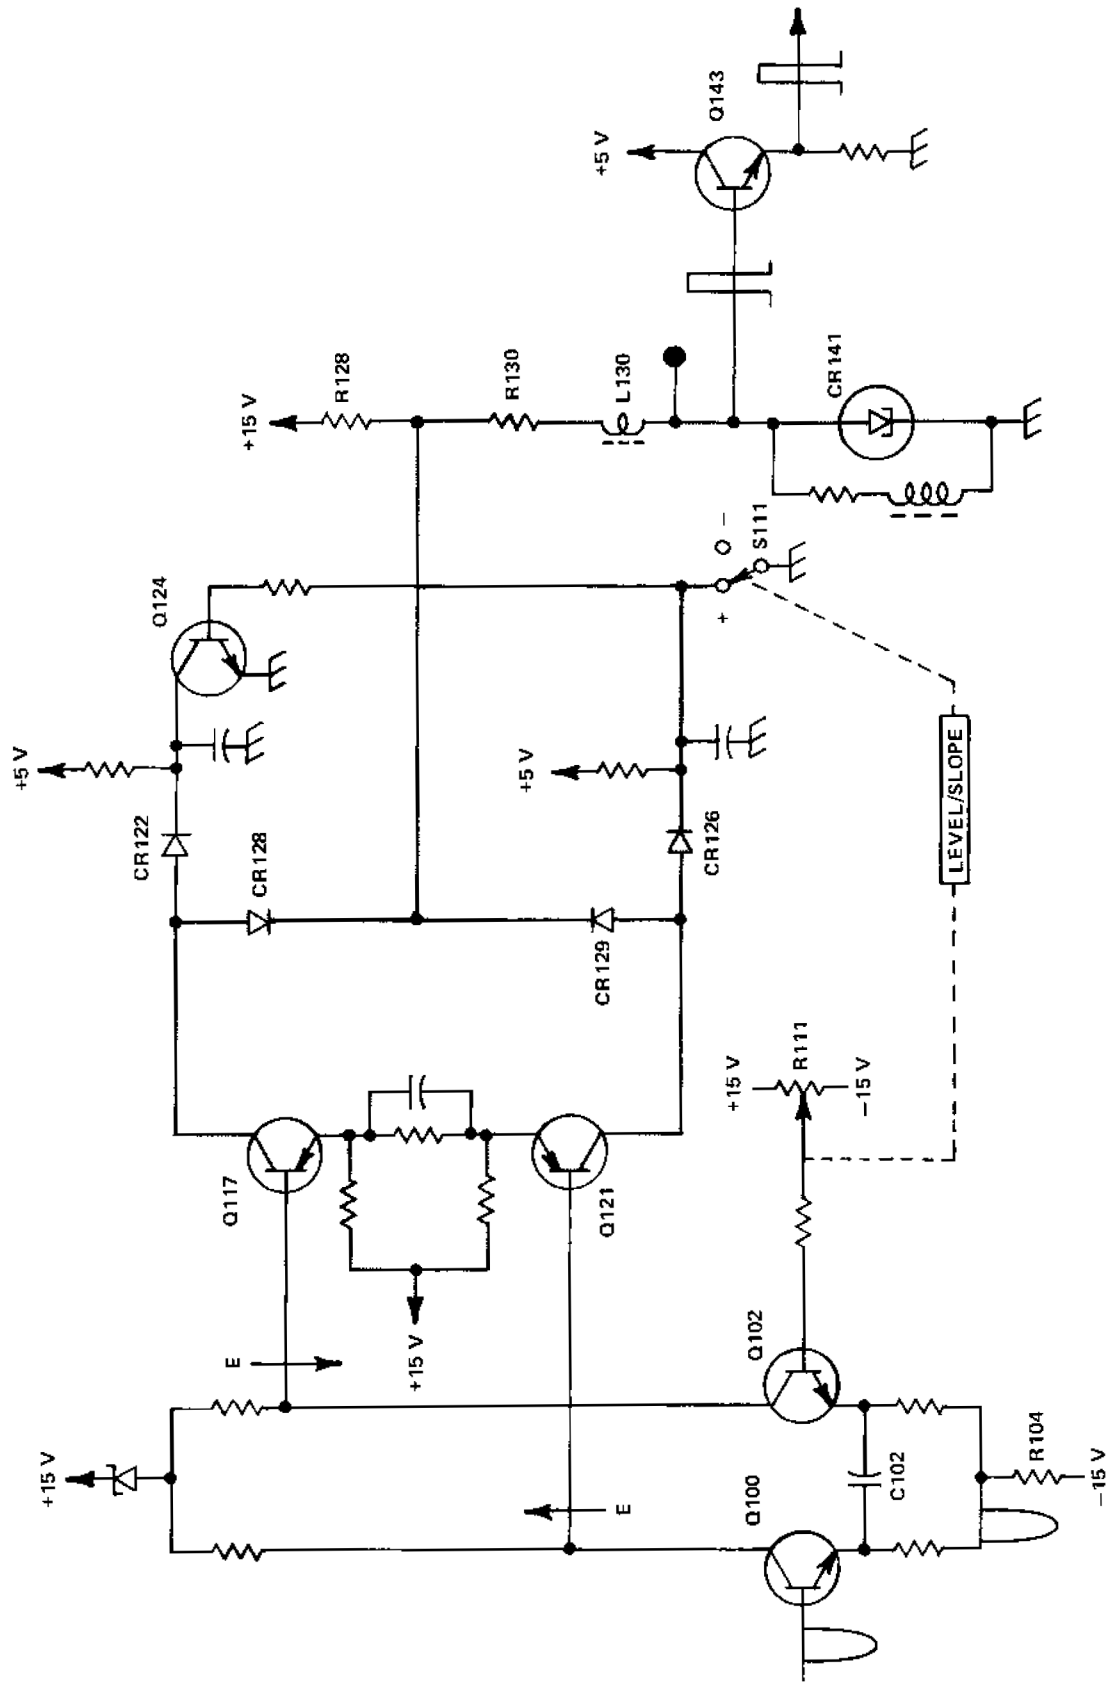 +15 V
E
Q117
+15 V
Q121
E
Q100
Q102
C102
R104
−15 V
+15 V
R111
−15 V
CR122
+5 V
CR128
CR129
CR126
+5 V
Q124
+
−
S111
LEVEL/SLOPE
+15 V
R128
R130
L130
CR141
+5 V
Q143